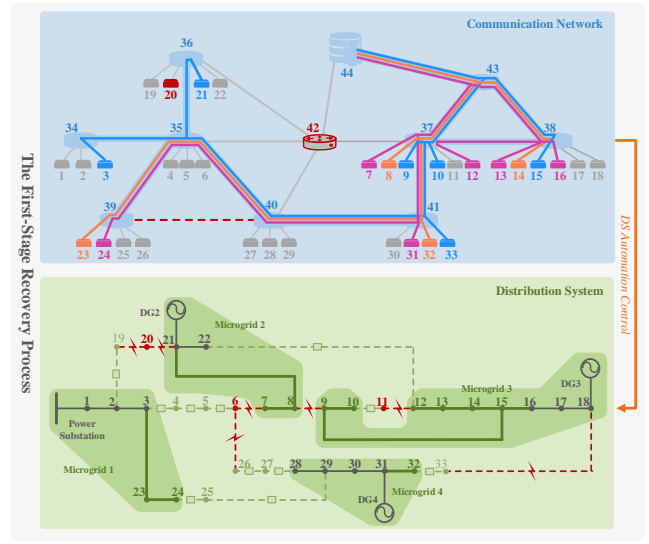 The First-Stage Recovery Process
Communication Network
36
44
43
19 20 21 22
34 35 42 37 38
1 2 3 4 5 6 7 8 9 10 11 12 13 14 15 16 17 18
39 40 41
23 24 25 26 27 28 29 30 31 32 33
DS Automation Control
Distribution System
DG2
Microgrid 2
19 20 21 22
DG3
Microgrid 3
1 2 3 4 5 6 7 8 9 10 11 12 13 14 15 16 17 18
Power
Substation
Microgrid 1
26 27 28 29 30 31 32 33
23 24 25
DG4
Microgrid 4